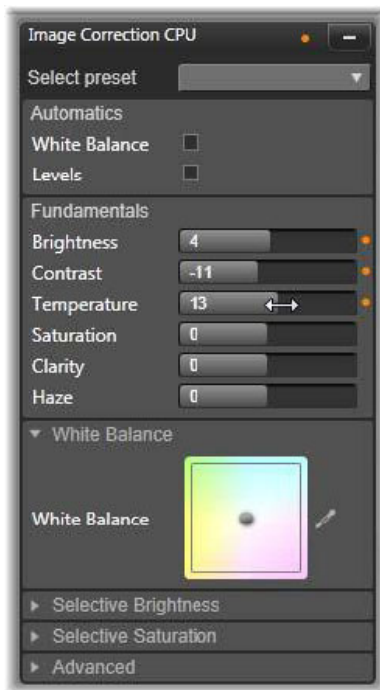 Image Correction CPU
Select preset
Automatics
White Balance
Levels
Fundamentals
Brightness 4
Contrast -11
Temperature 13
Saturation 0
Clarity 0
Haze 0
White Balance
White Balance
Selective Brightness
Selective Saturation
Advanced